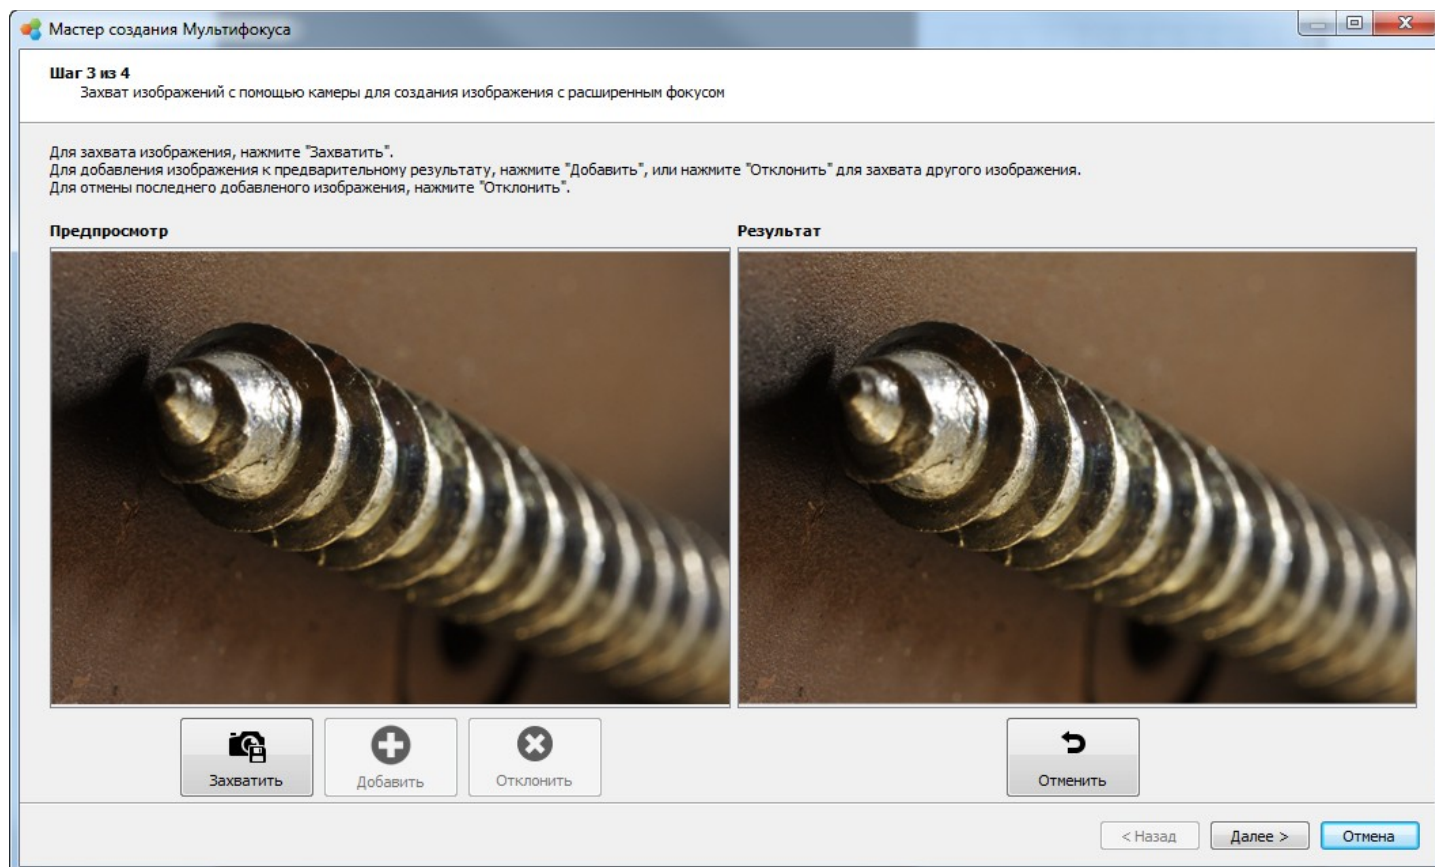 Мастер создания Мультифокуса
Шаг 3 из 4
Захват изображений с помощью камеры для создания изображения с расширенным фокусом
Для захвата изображения, нажмите "Захватить".
Для добавления изображения к предварительному результату, нажмите "Добавить", или нажмите "Отклонить" для захвата другого изображения.
Для отмены последнего добавленого изображения, нажмите "Отклонить".
Предпросмотр
Результат
Захватить
Добавить
Отклонить
Отменить
< Назад
Далее >
Отмена